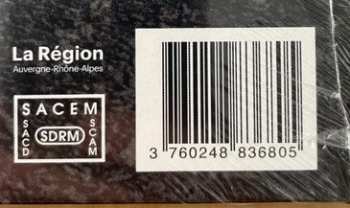 La Région
Auvergne-Rhône-Alpes
SACEM
SACD
SDRM
SCAM
3 760248 836805